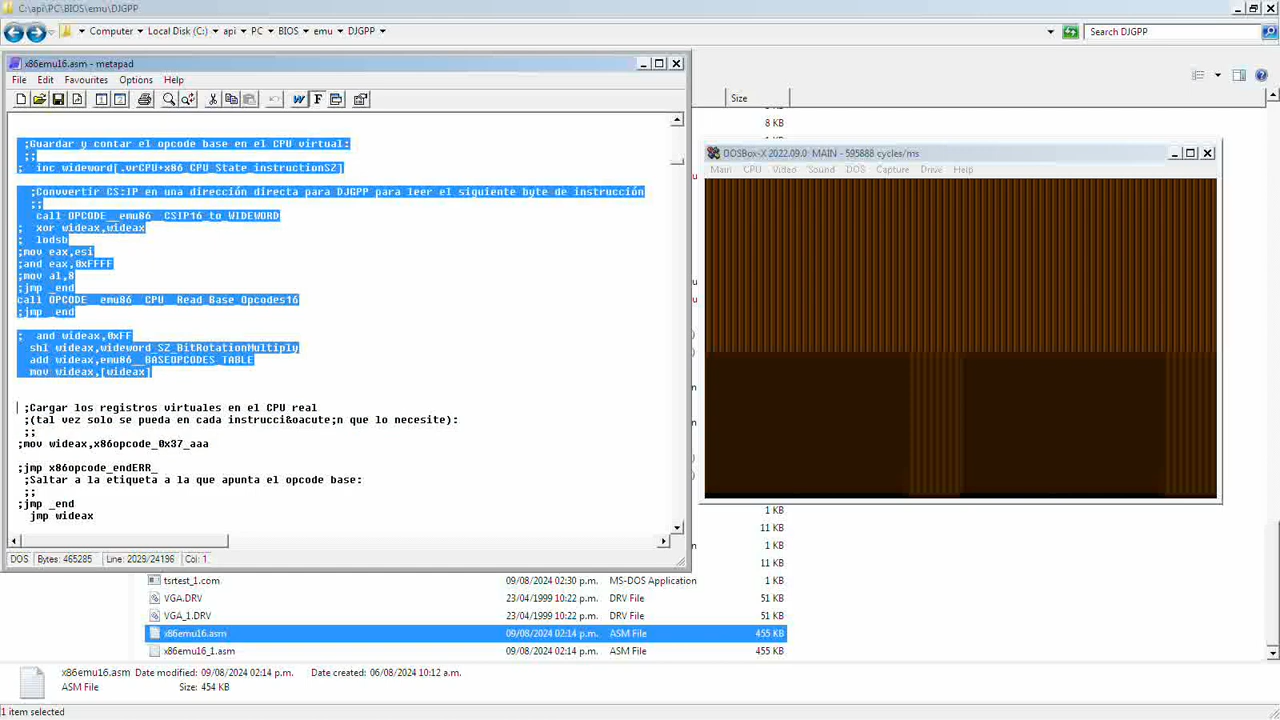 C:\api\PC\BIOS\emu\DJGPP
Computer Local Disk (C:) api PC BIOS emu DJGPP Search DJGPP
x86emu16.asm - metapad
File Edit Favourites Options Help
;Guardar y contar el opcode base en el CPU virtual:
;;
; inc wideword[.vrCPU+x86_CPU_State_instructionSZ]
;Convvertir CS:IP en una dirección directa para DJGPP para leer el siguiente byte de instrucción
;;
call OPCODE__emu86__CSIP16_to_WIDEWORD
; xor wideax,wideax
; lodsb
;mov eax,esi
;and eax,0xFFFF
;mov al,8
;jmp _end
call OPCODE__emu86__CPU__Read_Base_Opcodes16
;jmp _end
; and wideax,0xFF
shl wideax,wideword_SZ_BitRotationMultiply
add wideax,emu86__BASEOPCODES_TABLE
mov wideax,[wideax]
;Cargar los registros virtuales en el CPU real
;(tal vez solo se pueda en cada instrucci&oacute;n que lo necesite):
;;
;mov wideax,x86opcode_0x37_aaa
;jmp x86opcode_endERR_
;Saltar a la etiqueta a la que apunta el opcode base:
;;
;jmp _end
jmp wideax
DOS Bytes: 465285 Line: 2029/24196 Col: 1
Size
8 KB
DOSBox-X 2022.09.0: MAIN - 595888 cycles/ms
Main CPU Video Sound DOS Capture Drive Help
1 KB
11 KB
1 KB
11 KB
tsrtest_1.com 09/08/2024 02:30 p.m. MS-DOS Application 1 KB
VGA.DRV 23/04/1999 10:22 p.m. DRV File 51 KB
VGA_1.DRV 23/04/1999 10:22 p.m. DRV File 51 KB
x86emu16.asm 09/08/2024 02:14 p.m. ASM File 455 KB
x86emu16_1.asm 09/08/2024 02:14 p.m. ASM File 455 KB
x86emu16.asm Date modified: 09/08/2024 02:14 p.m. Date created: 06/08/2024 10:12 a.m.
ASM File Size: 454 KB
1 item selected